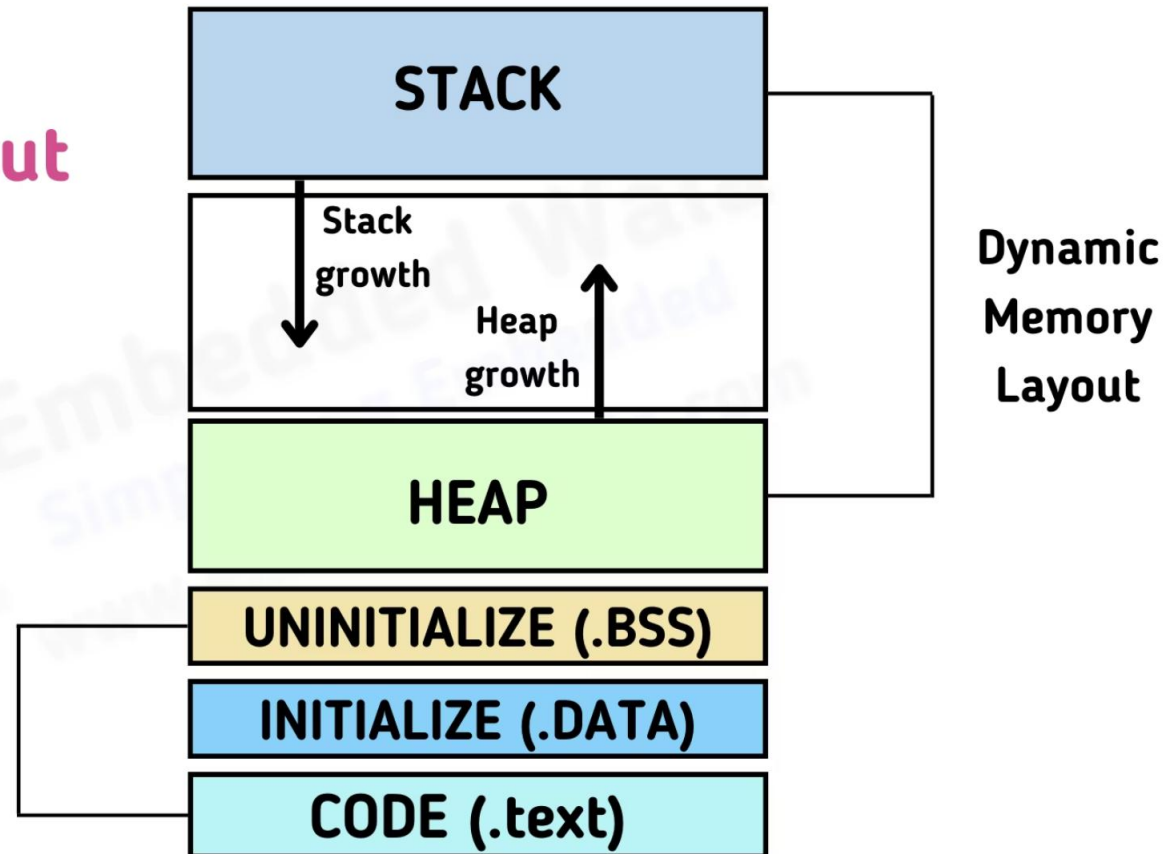 ut
STACK
Stack
growth
Heap
growth
Dynamic
Memory
Layout
HEAP
UNINITIALIZE (.BSS)
INITIALIZE (.DATA)
CODE (.text)